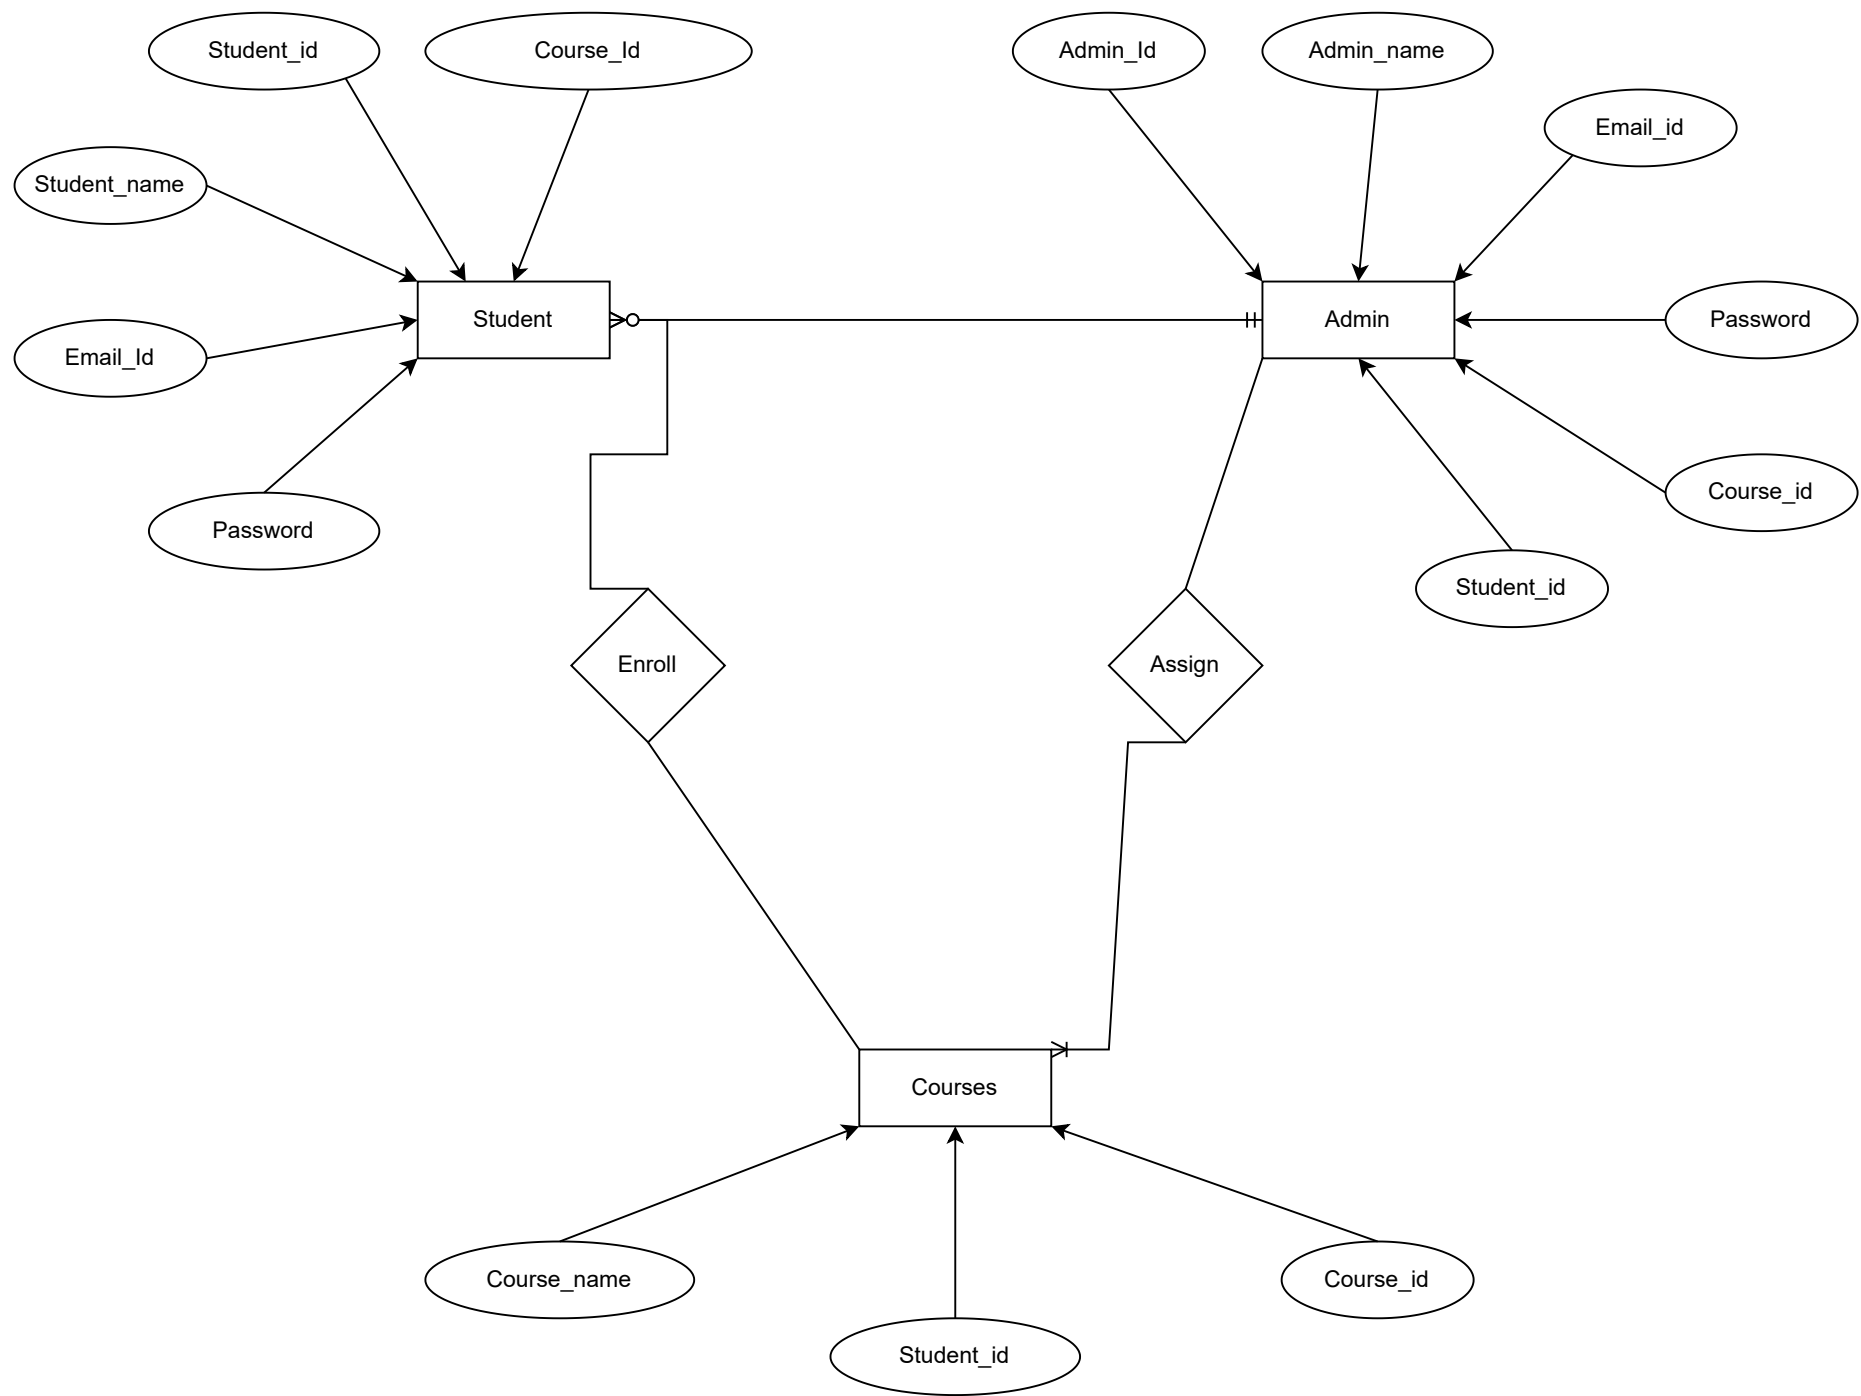 Student_id
Course_Id
Admin_Id
Admin_name
Email_id
Student_name
Student
Admin
Password
Email_Id
Course_id
Password
Student_id
Enroll
Assign
Courses
Course_name
Course_id
Student_id